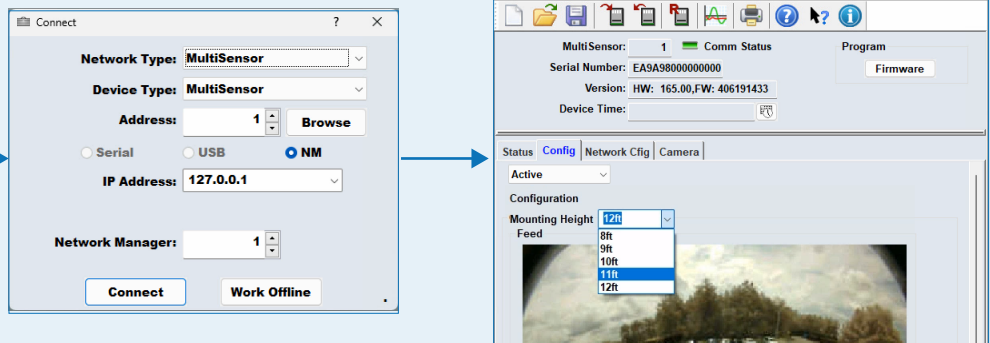 Connect
?
Network Type: MultiSensor
Device Type: MultiSensor
Address: 1 Browse
Serial USB NM
IP Address: 127.0.0.1
Network Manager: 1
Connect Work Offline
.
R
? ? i
MultiSensor: 1 Comm Status Program
Serial Number: EA9A98000000000 Firmware
Version: HW: 165.00,FW: 406191433
Device Time:
Status Config Network Cfig Camera
Active
Configuration
Mounting Height 12ft
Feed
8ft
9ft
10ft
11ft
12ft